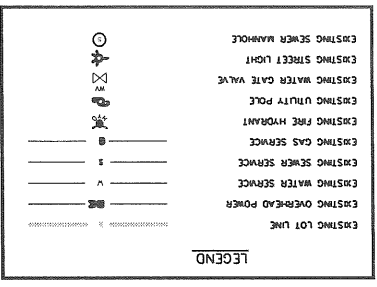 LEGEND
EXISTING LOT LINE
EXISTING OVERHEAD POWER
EXISTING WATER SERVICE W
EXISTING SEWER SERVICE S
EXISTING GAS SERVICE G
EXISTING FIRE HYDRANT
EXISTING UTILITY POLE
EXISTING WATER GATE VALVE WV
EXISTING STREET LIGHT
EXISTING SEWER MANHOLE S